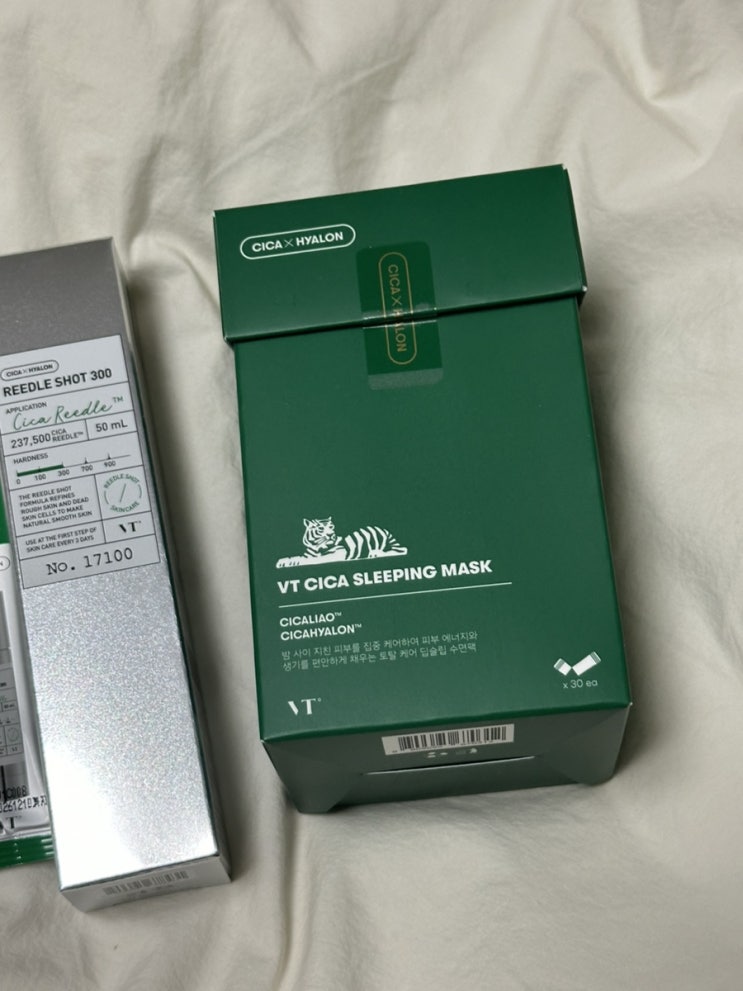 CICA × HYALON
REEDLE SHOT 300
APPLICATION
Cica Reedle™
237,500 CICA REEDLE™
50 mL
HARDNESS
0 100 300 700 900
THE REEDLE SHOT
FORMULA REFINES
ROUGH SKIN AND DEAD
SKIN CELLS TO MAKE
NATURAL SMOOTH SKIN
REEDLE SHOT
SKINCARE
USE AT THE FIRST STEP OF
SKIN CARE EVERY 3 DAYS
VT
No. 17100
CICA × HYALON
CICA × HYALON
VT CICA SLEEPING MASK
CICALIAO™
CICAHYALON™
밤 사이 지친 피부를 집중 케어하여 피부 에너지와
생기를 편안하게 채우는 토탈 케어 딥슬립 수면팩
VT
x 30 ea